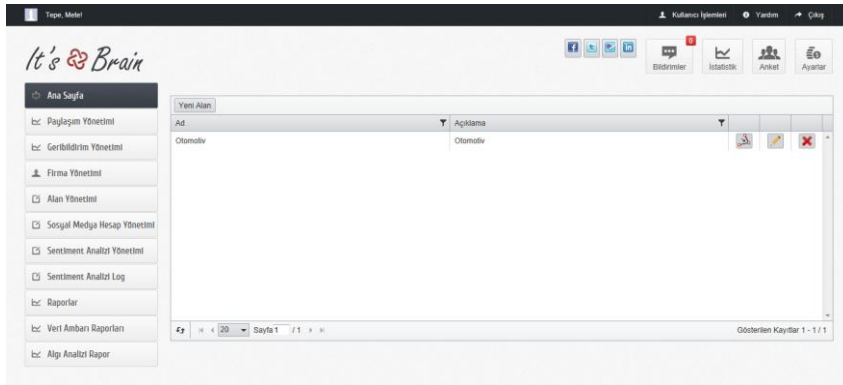 Tepe, Metel
Kullanıcı İşlemleri
Yardım
Çıkış
It's Brain
0
Bildirimler
İstatistik
Anket
Ayarlar
Ana Sayfa
Paylaşım Yönetimi
Geribildirim Yönetimi
Firma Yönetimi
Alan Yönetimi
Sosyal Medya Hesap Yönetimi
Sentiment Analizi Yönetimi
Sentiment Analizi Log
Raporlar
Veri Ambarı Raporları
Algı Analizi Rapor
Yeni Alan
Ad Açıklama
Otomotiv Otomotiv
20 Sayfa 1 / 1
Gösterilen Kayıtlar 1 - 1 / 1